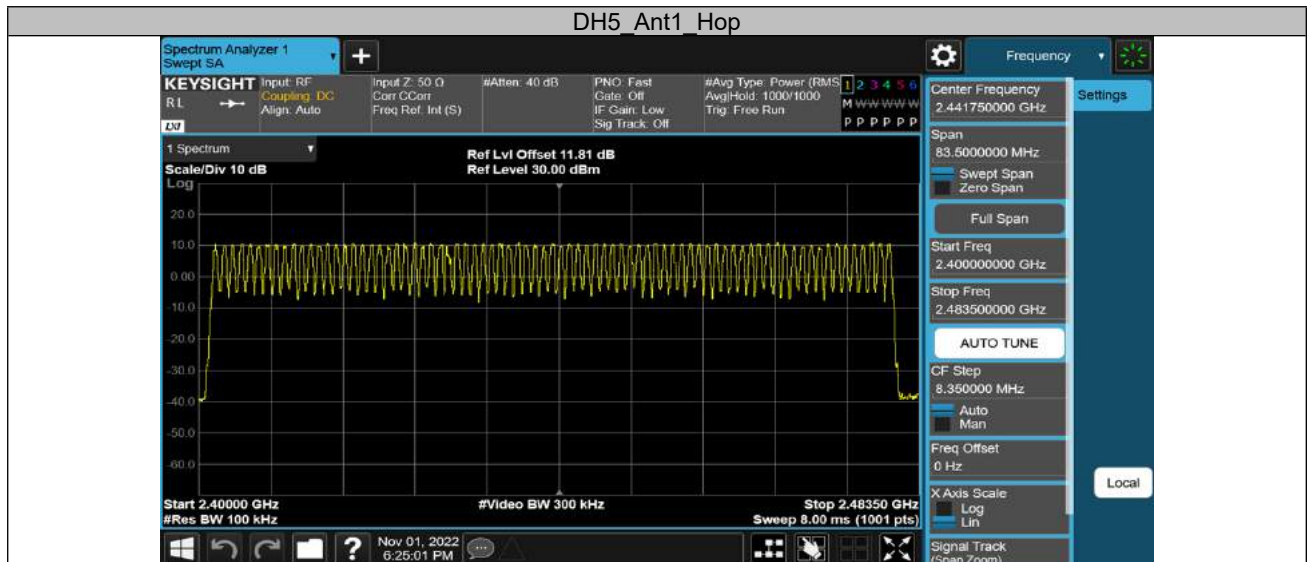 DH5_Ant1_Hop
Spectrum Analyzer 1
Swept SA
Frequency
KEYSIGHT
RL
LXI
Input: RF
Coupling: DC
Align: Auto
Input Z: 50 Ω
Corr CCorr
Freq Ref: Int (S)
#Atten: 40 dB
PNO: Fast
Gate: Off
IF Gain: Low
Sig Track: Off
#Avg Type: Power (RMS
Avg|Hold: 1000/1000
Trig: Free Run
1 2 3 4 5 6
M W W W W W
P P P P P P
1 Spectrum
Scale/Div 10 dB
Log
Ref Lvl Offset 11.81 dB
Ref Level 30.00 dBm
20.0
10.0
0.00
-10.0
-20.0
-30.0
-40.0
-50.0
-60.0
Start 2.40000 GHz
#Res BW 100 kHz
#Video BW 300 kHz
Stop 2.48350 GHz
Sweep 8.00 ms (1001 pts)
Nov 01, 2022
6:25:01 PM
Center Frequency
2.441750000 GHz
Settings
Span
83.5000000 MHz
Swept Span
Zero Span
Full Span
Start Freq
2.400000000 GHz
Stop Freq
2.483500000 GHz
AUTO TUNE
CF Step
8.350000 MHz
Auto
Man
Freq Offset
0 Hz
X Axis Scale
Log
Lin
Local
Signal Track
(Span Zoom)